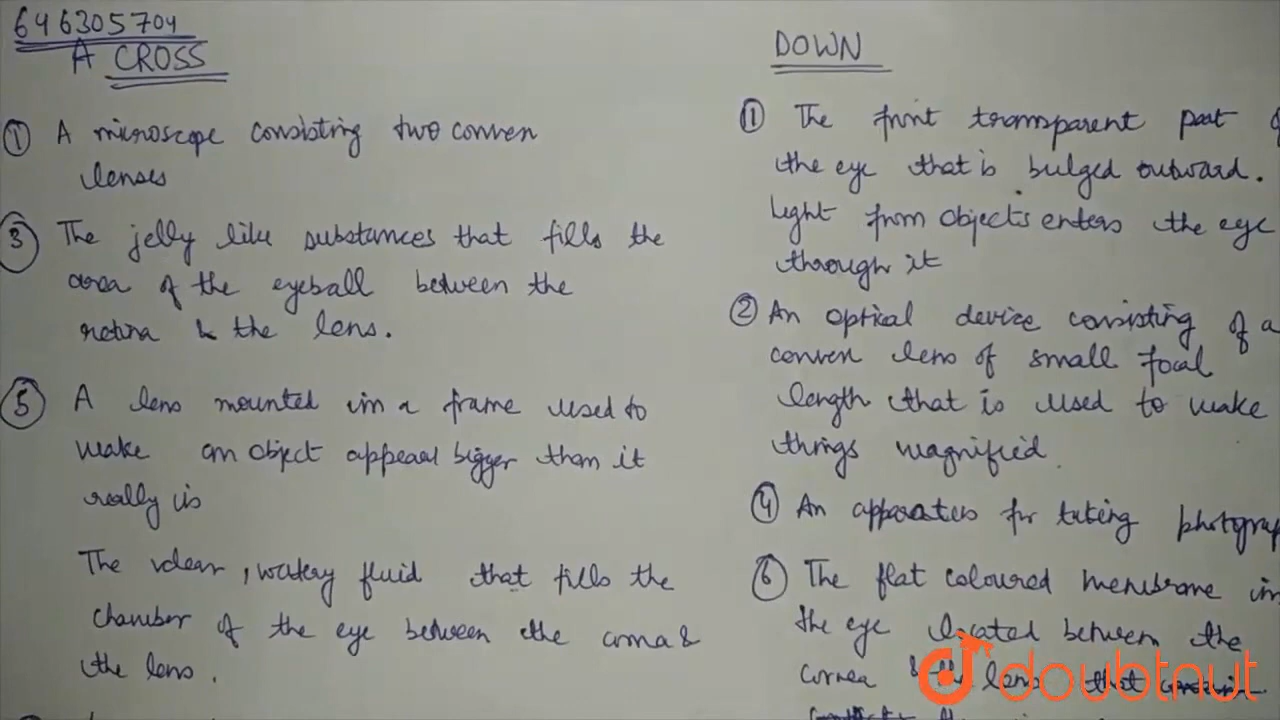 646305704
A CROSS
① A microscope consisting two conven
lenses
③ The jelly like substances that fills the
area of the eyeball between the
retina & the lens.
⑤ A lens mounted in a frame used to
make an object appear bigger than it
really is
The clear, watery fluid that fills the
chamber of the eye between the corna &
the lens.
DOWN
① The front transparent part of
the eye that is bulged outward.
light from objects enters the eye
through it
② An optical device consisting of a
conven lens of small focal
length that is used to make
things magnified
④ An apparatus for taking photograp
⑥ The flat coloured membrane in
the eye located between the
cornea & the lens that
doubtnut